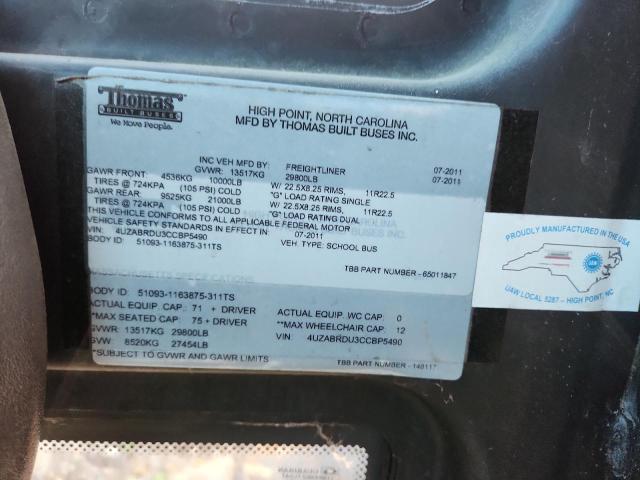 Thomas
BUILT BUSES
We Move People.
HIGH POINT, NORTH CAROLINA
MFD BY THOMAS BUILT BUSES INC.
INC VEH MFD BY: FREIGHTLINER 07-2011
GVWR: 13517KG 29800LB 07-2011
GAWR FRONT: 4536KG 10000LB W/ 22.5X8.25 RIMS, 11R22.5
TIRES @ 724KPA (105 PSI) COLD "G" LOAD RATING SINGLE
GAWR REAR: 9525KG 21000LB W/ 22.5X8.25 RIMS, 11R22.5
TIRES @ 724KPA (105 PSI) COLD "G" LOAD RATING DUAL
THIS VEHICLE CONFORMS TO ALL APPLICABLE FEDERAL MOTOR
VEHICLE SAFETY STANDARDS IN EFFECT IN 07-2011
VIN: 4UZABRDU3CCBP5490 VEH. TYPE: SCHOOL BUS
BODY ID: 51093-1163875-311TS
TBB PART NUMBER - 65011847
MASSACHUSETTS SPECIFICATIONS
BODY ID: 51093-1163875-311TS
ACTUAL EQUIP. CAP: 71 + DRIVER ACTUAL EQUIP. WC CAP: 0
**MAX SEATED CAP: 75 + DRIVER **MAX WHEELCHAIR CAP: 12
GVWR: 13517KG 29800LB VIN: 4UZABRDU3CCBP5490
GVW: 8520KG 27454LB
*SUBJECT TO GVWR AND GAWR LIMITS
TBB PART NUMBER - 148117
PROUDLY MANUFACTURED IN THE USA
UAW
UAW LOCAL 5287 - HIGH POINT, NC